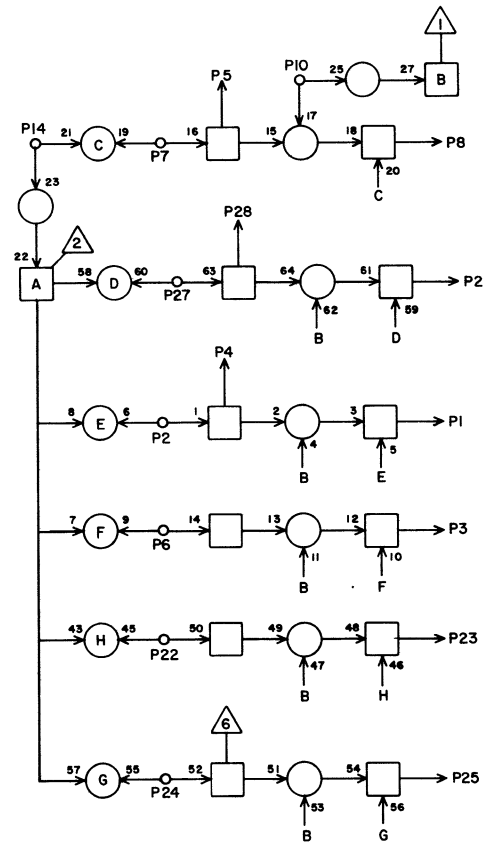 1
P5 P10 25 27 B
17
P14 21 C 19 P7 16 15 18 P8
20
C
23
2
P28
22 A 58 D 60 P27 63 64 61 P2
62 59
B D
P4
8 E 6 P2 1 2 3 P1
4 5
B E
7 F 9 P6 14 13 12 P3
11 10
B F
43 H 45 P22 50 49 48 P23
47 46
B H
6
57 G 55 P24 52 51 54 P25
53 56
B G